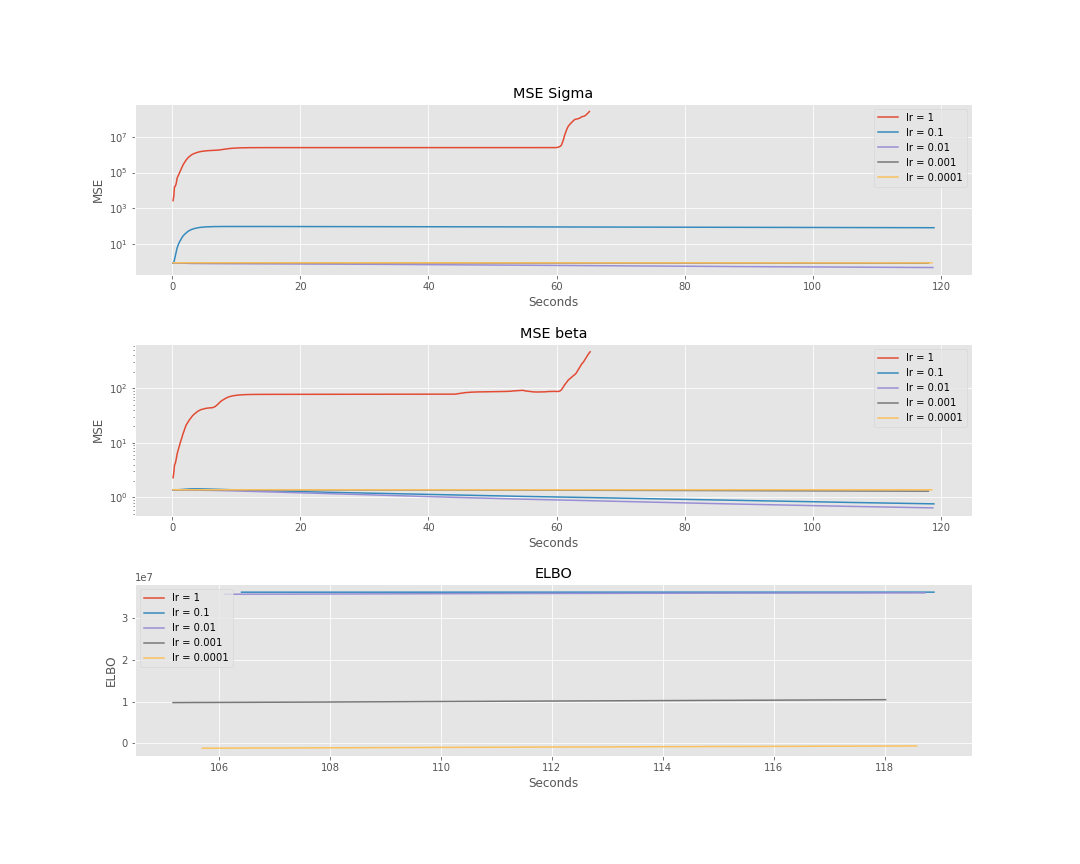 MSE Sigma
MSE
10^7
10^5
10^3
10^1
lr = 1
lr = 0.1
lr = 0.01
lr = 0.001
lr = 0.0001
0 20 40 60 80 100 120
Seconds
MSE beta
MSE
10^2
10^1
10^0
lr = 1
lr = 0.1
lr = 0.01
lr = 0.001
lr = 0.0001
0 20 40 60 80 100 120
Seconds
1e7
ELBO
ELBO
3
2
1
0
lr = 1
lr = 0.1
lr = 0.01
lr = 0.001
lr = 0.0001
106 108 110 112 114 116 118
Seconds